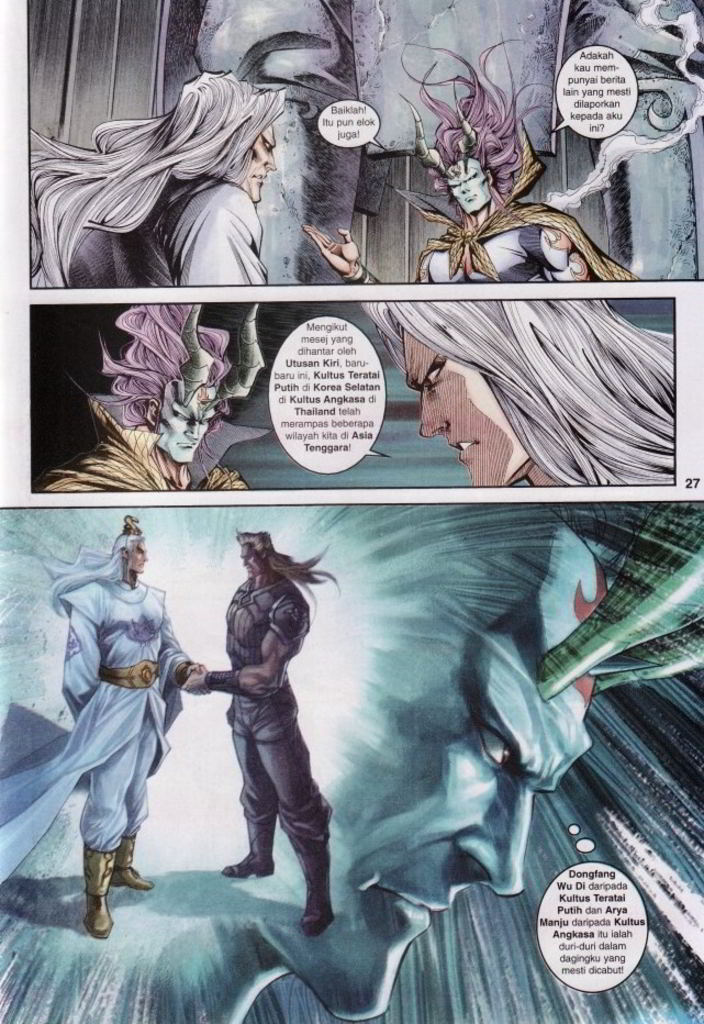 Baiklah!
Itu pun elok
juga!
Adakah
kau mem-
punyai berita
lain yang mesti
dilaporkan
kepada aku
ini?
Mengikut
mesej yang
dihantar oleh
Utusan Kiri, baru-
baru ini, Kultus Teratai
Putih di Korea Selatan
di Kultus Angkasa di
Thailand telah
merampas beberapa
wilayah kita di Asia
Tenggara!
27
Dongfang
Wu Di daripada
Kultus Teratai
Putih dan Arya
Manju daripada Kultus
Angkasa itu ialah
duri-duri dalam
dagingku yang
mesti dicabut!